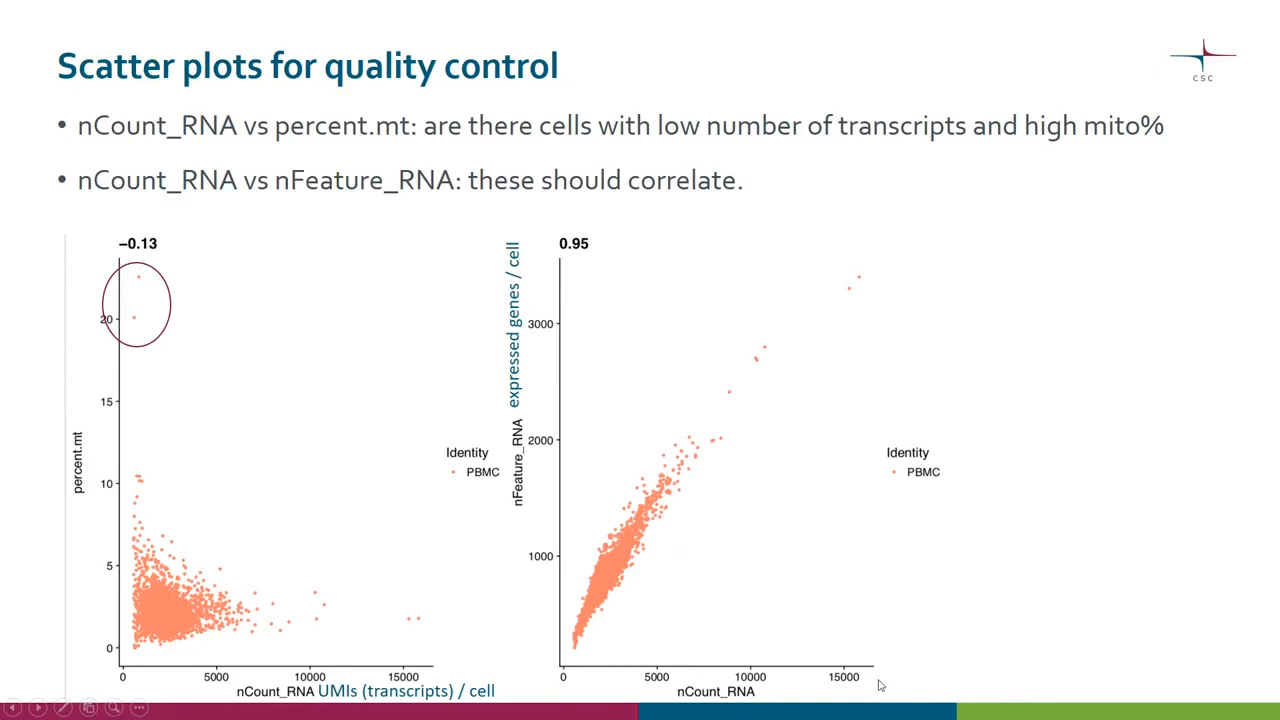 Scatter plots for quality control
CSC
• nCount_RNA vs percent.mt: are there cells with low number of transcripts and high mito%
• nCount_RNA vs nFeature_RNA: these should correlate.
−0.13
20
15
10
5
0
percent.mt
0 5000 10000 15000
nCount_RNA UMIs (transcripts) / cell
Identity
PBMC
0.95
expressed genes / cell
nFeature_RNA
3000
2000
1000
0 5000 10000 15000
nCount_RNA
Identity
PBMC